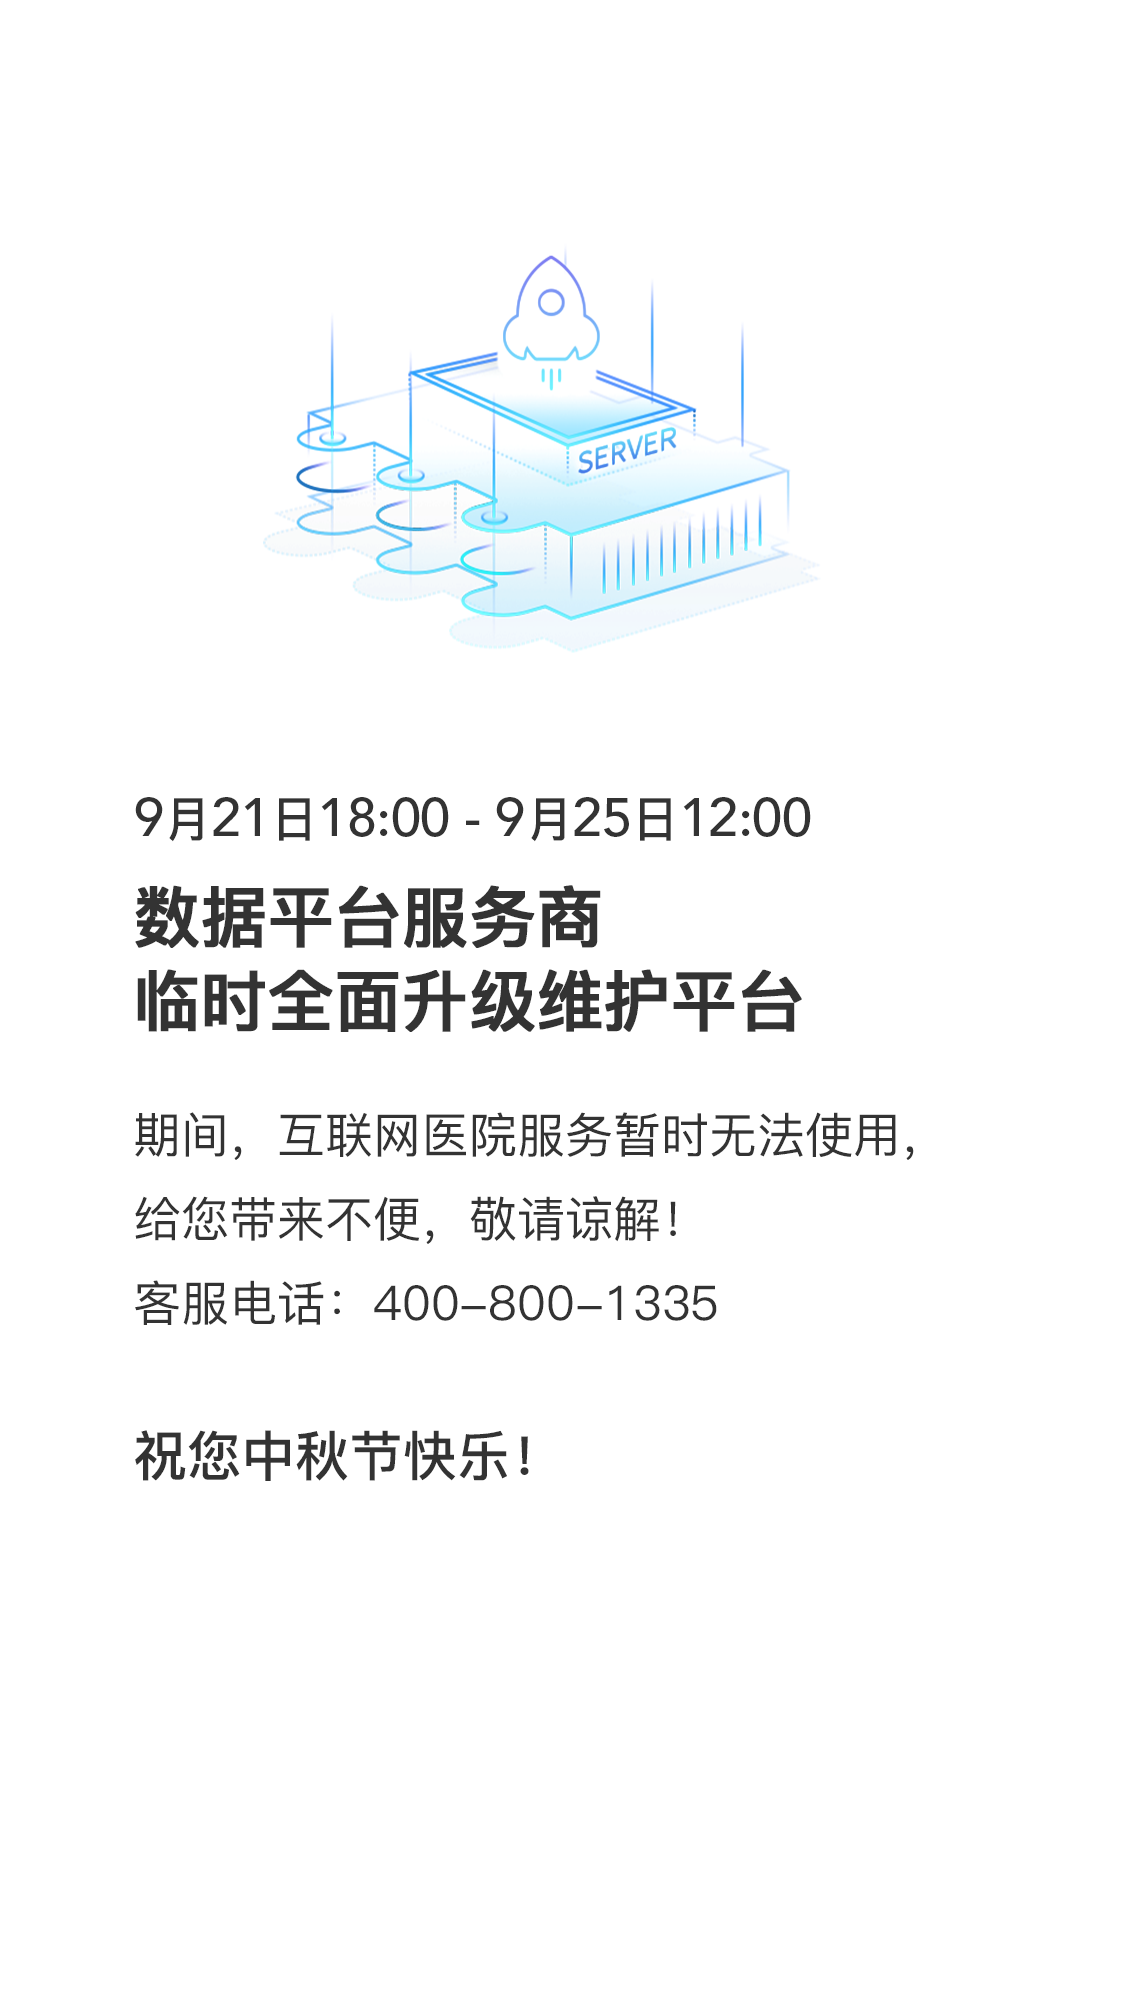 SERVER
9月21日18:00 - 9月25日12:00
数据平台服务商
临时全面升级维护平台
期间，互联网医院服务暂时无法使用，
给您带来不便，敬请谅解！
客服电话：400-800-1335
祝您中秋节快乐！